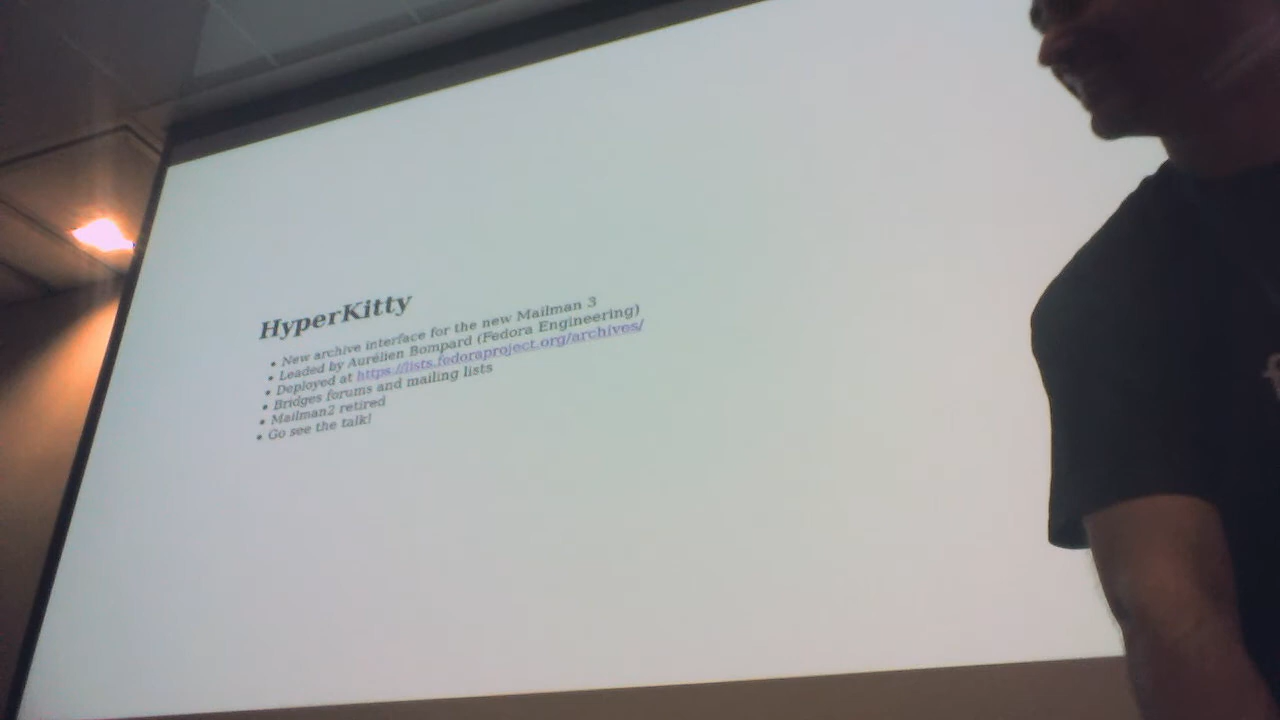 HyperKitty
• New archive interface for the new Mailman 3
• Leaded by Aurélien Bompard (Fedora Engineering)
• Deployed at https://lists.fedoraproject.org/archives/
• Bridges forums and mailing lists
• Mailman2 retired
• Go see the talk!